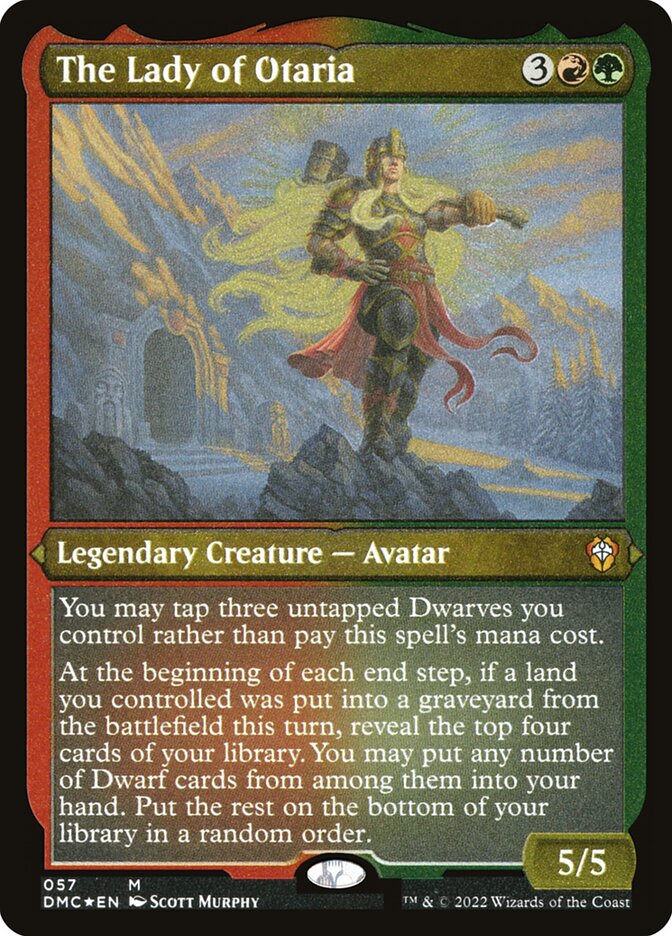 The Lady of Otaria 3
Legendary Creature — Avatar
You may tap three untapped Dwarves you
control rather than pay this spell's mana cost.
At the beginning of each end step, if a land
you controlled was put into a graveyard from
the battlefield this turn, reveal the top four
cards of your library. You may put any number
of Dwarf cards from among them into your
hand. Put the rest on the bottom of your
library in a random order.
5/5
057 M
DMC★EN Scott Murphy
™ & © 2022 Wizards of the Coast